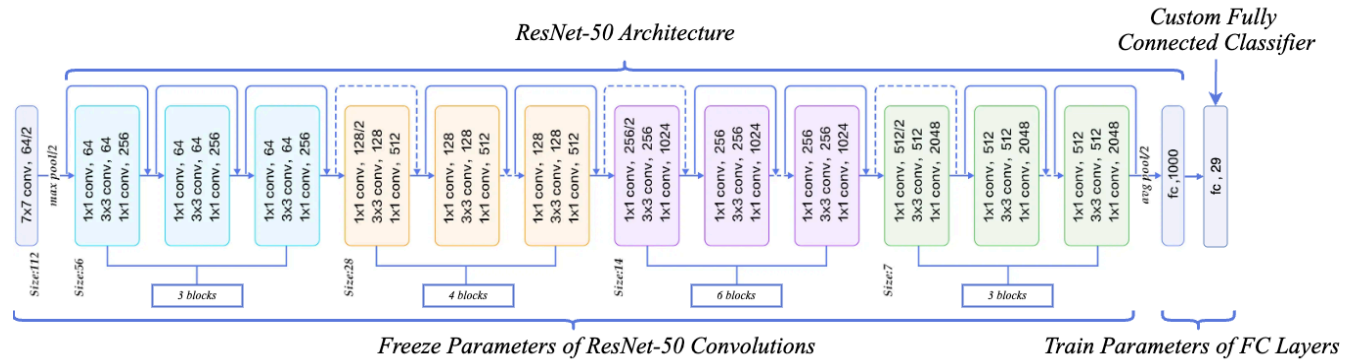 ResNet-50 Architecture
Custom Fully
Connected Classifier
7x7 conv, 64/2
max pool/2
1x1 conv, 64
3x3 conv, 64
1x1 conv, 256
1x1 conv, 64
3x3 conv, 64
1x1 conv, 256
1x1 conv, 64
3x3 conv, 64
1x1 conv, 256
1x1 conv, 128/2
3x3 conv, 128
1x1 conv, 512
1x1 conv, 128
3x3 conv, 128
1x1 conv, 512
1x1 conv, 128
3x3 conv, 128
1x1 conv, 512
1x1 conv, 256/2
3x3 conv, 256
1x1 conv, 1024
1x1 conv, 256
3x3 conv, 256
1x1 conv, 1024
1x1 conv, 256
3x3 conv, 256
1x1 conv, 1024
1x1 conv, 512/2
3x3 conv, 512
1x1 conv, 2048
1x1 conv, 512
3x3 conv, 512
1x1 conv, 2048
1x1 conv, 512
3x3 conv, 512
1x1 conv, 2048
avg pool/2
fc ,1000
fc , 29
Size:112
Size:56
3 blocks
Size:28
4 blocks
Size:14
6 blocks
Size:7
3 blocks
Freeze Parameters of ResNet-50 Convolutions
Train Parameters of FC Layers